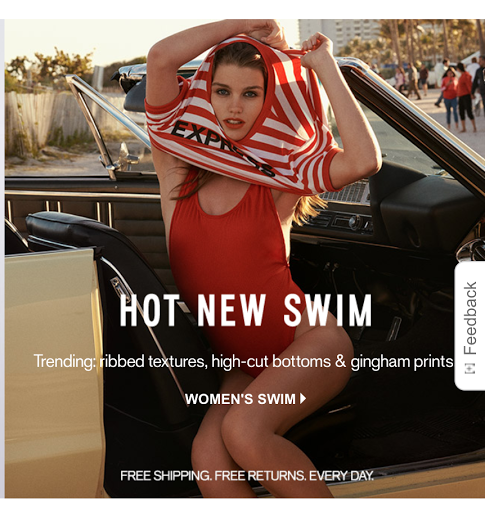 EXPRESS
HOT NEW SWIM
Trending: ribbed textures, high-cut bottoms & gingham prints
WOMEN'S SWIM
FREE SHIPPING. FREE RETURNS. EVERY DAY.
[+] Feedback